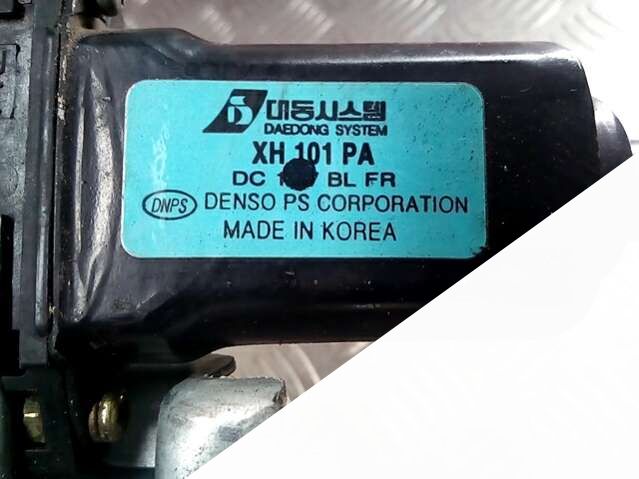 대동시스템
DAEDONG SYSTEM
XH 101 PA
DC BL FR
DNPS DENSO PS CORPORATION
MADE IN KOREA